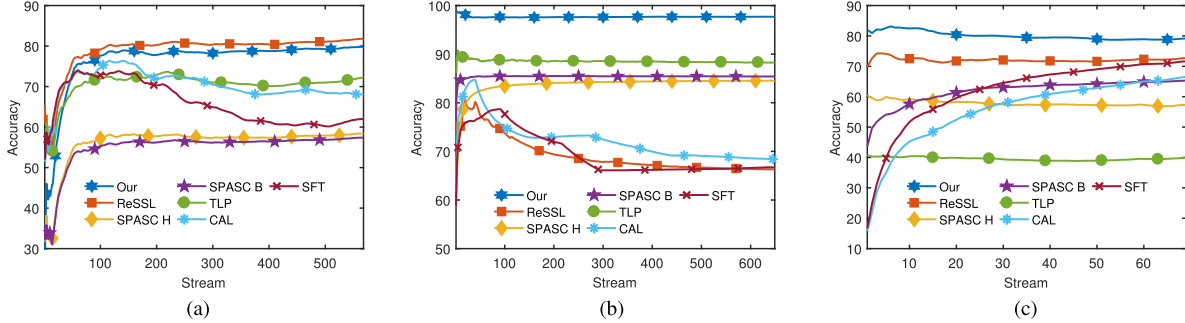 90
80
70
60
50
40
30
Accuracy
Our
ReSSL
SPASC H
SPASC B
TLP
CAL
SFT
100 200 300 400 500
Stream
(a)
100
90
80
70
60
50
Accuracy
Our
ReSSL
SPASC H
SPASC B
TLP
CAL
SFT
100 200 300 400 500 600
Stream
(b)
90
80
70
60
50
40
30
20
10
Accuracy
Our
ReSSL
SPASC H
SPASC B
TLP
CAL
SFT
10 20 30 40 50 60
Stream
(c)